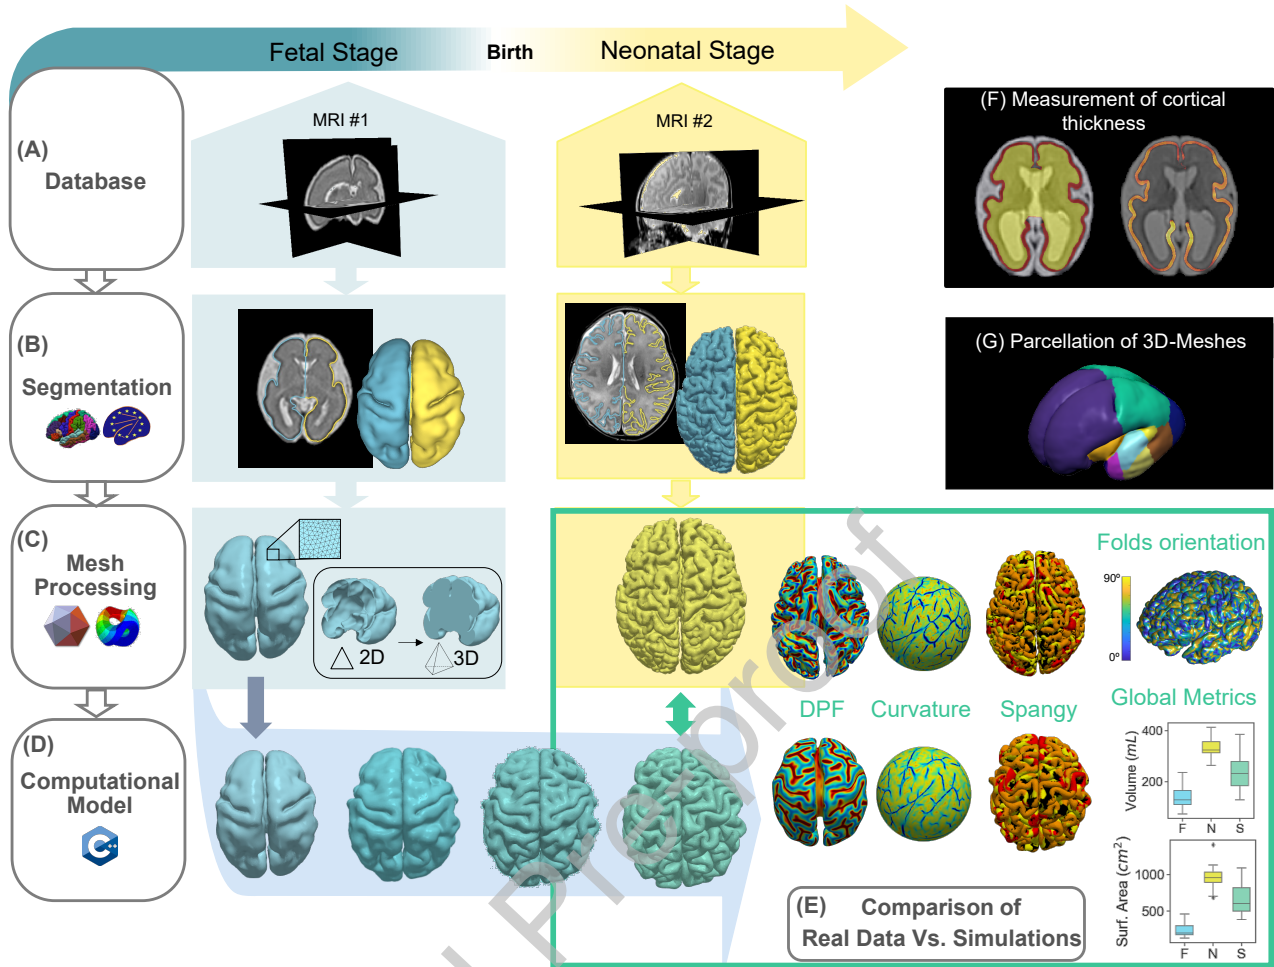 Fetal Stage
Birth
Neonatal Stage
(A)
Database
MRI #1
MRI #2
(F) Measurement of cortical
thickness
(B)
Segmentation
(G) Parcellation of 3D-Meshes
(C)
Mesh
Processing
2D
3D
Folds orientation
90°
0°
DPF
Curvature
Spangy
Global Metrics
(D)
Computational
Model
C++
Volume (mL)
400
200
F N S
Surf. Area (cm²)
1000
500
F N S
(E) Comparison of
Real Data Vs. Simulations
Preproof